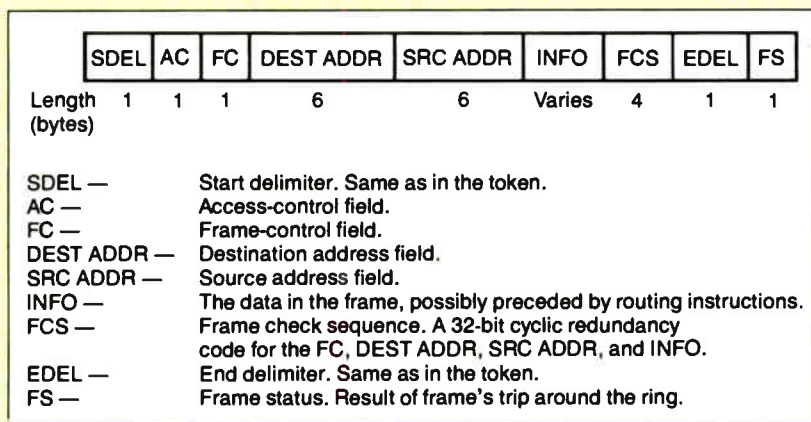 SDEL AC FC DEST ADDR SRC ADDR INFO FCS EDEL FS
Length 1 1 1 6 6 Varies 4 1 1
(bytes)
SDEL — Start delimiter. Same as in the token.
AC — Access-control field.
FC — Frame-control field.
DEST ADDR — Destination address field.
SRC ADDR — Source address field.
INFO — The data in the frame, possibly preceded by routing instructions.
FCS — Frame check sequence. A 32-bit cyclic redundancy
code for the FC, DEST ADDR, SRC ADDR, and INFO.
EDEL — End delimiter. Same as in the token.
FS — Frame status. Result of frame's trip around the ring.